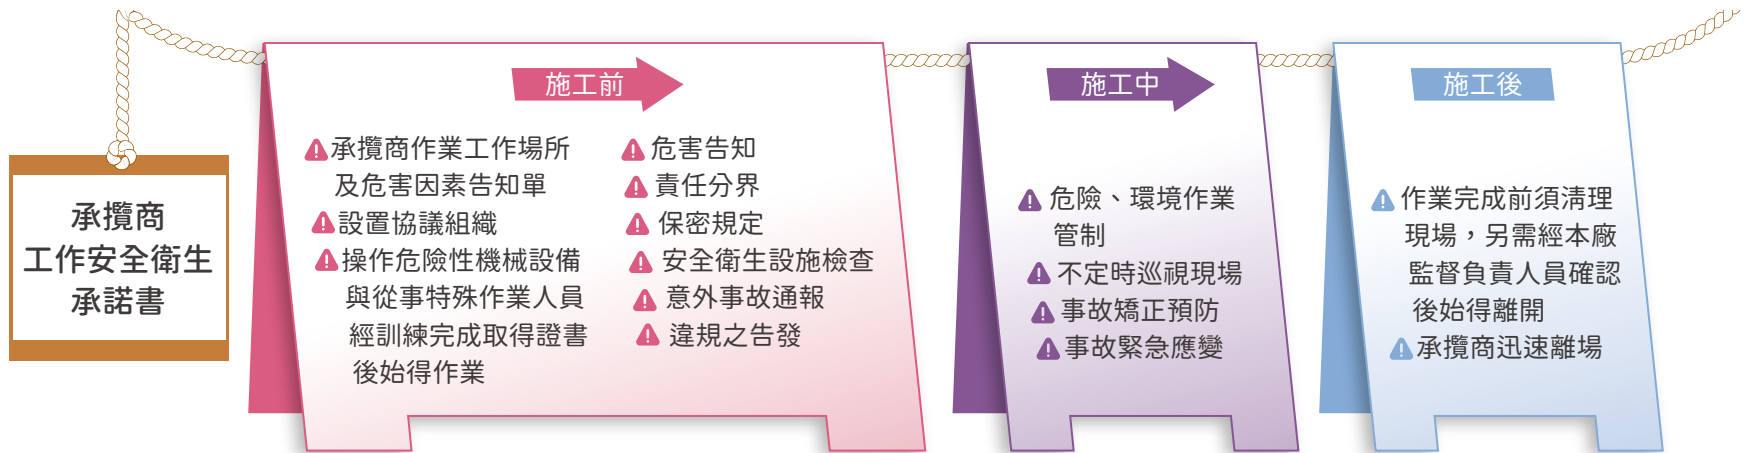 承攬商
工作安全衛生
承諾書
施工前
承攬商作業工作場所
及危害因素告知單
設置協議組織
操作危險性機械設備
與從事特殊作業人員
經訓練完成取得證書
後始得作業
危害告知
責任分界
保密規定
安全衛生設施檢查
意外事故通報
違規之告發
施工中
危險、環境作業
管制
不定時巡視現場
事故矯正預防
事故緊急應變
施工後
作業完成前須清理
現場，另需經本廠
監督負責人員確認
後始得離開
承攬商迅速離場